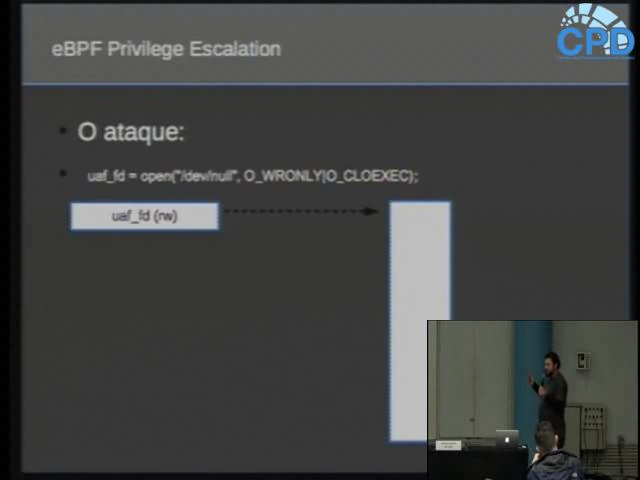 CPD
eBPF Privilege Escalation
• O ataque:
• uaf_fd = open("/dev/null", O_WRONLY|O_CLOEXEC);
uaf_fd (rw)